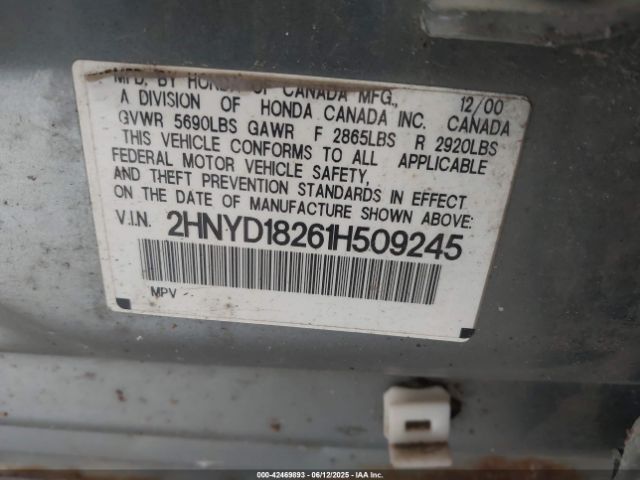 MFD. BY HONDA OF CANADA MFG., 12/00
A DIVISION OF HONDA CANADA INC. CANADA
GVWR 5690LBS GAWR F 2865LBS R 2920LBS
THIS VEHICLE CONFORMS TO ALL APPLICABLE
FEDERAL MOTOR VEHICLE SAFETY,
AND THEFT PREVENTION STANDARDS IN EFFECT
ON THE DATE OF MANUFACTURE SHOWN ABOVE:
V.I.N. 2HNYD18261H509245
MPV
000-42469893 - 06/12/2025 - IAA Inc.